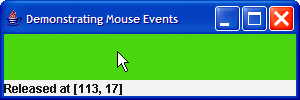 Demonstrating Mouse Events
Released at [113, 17]